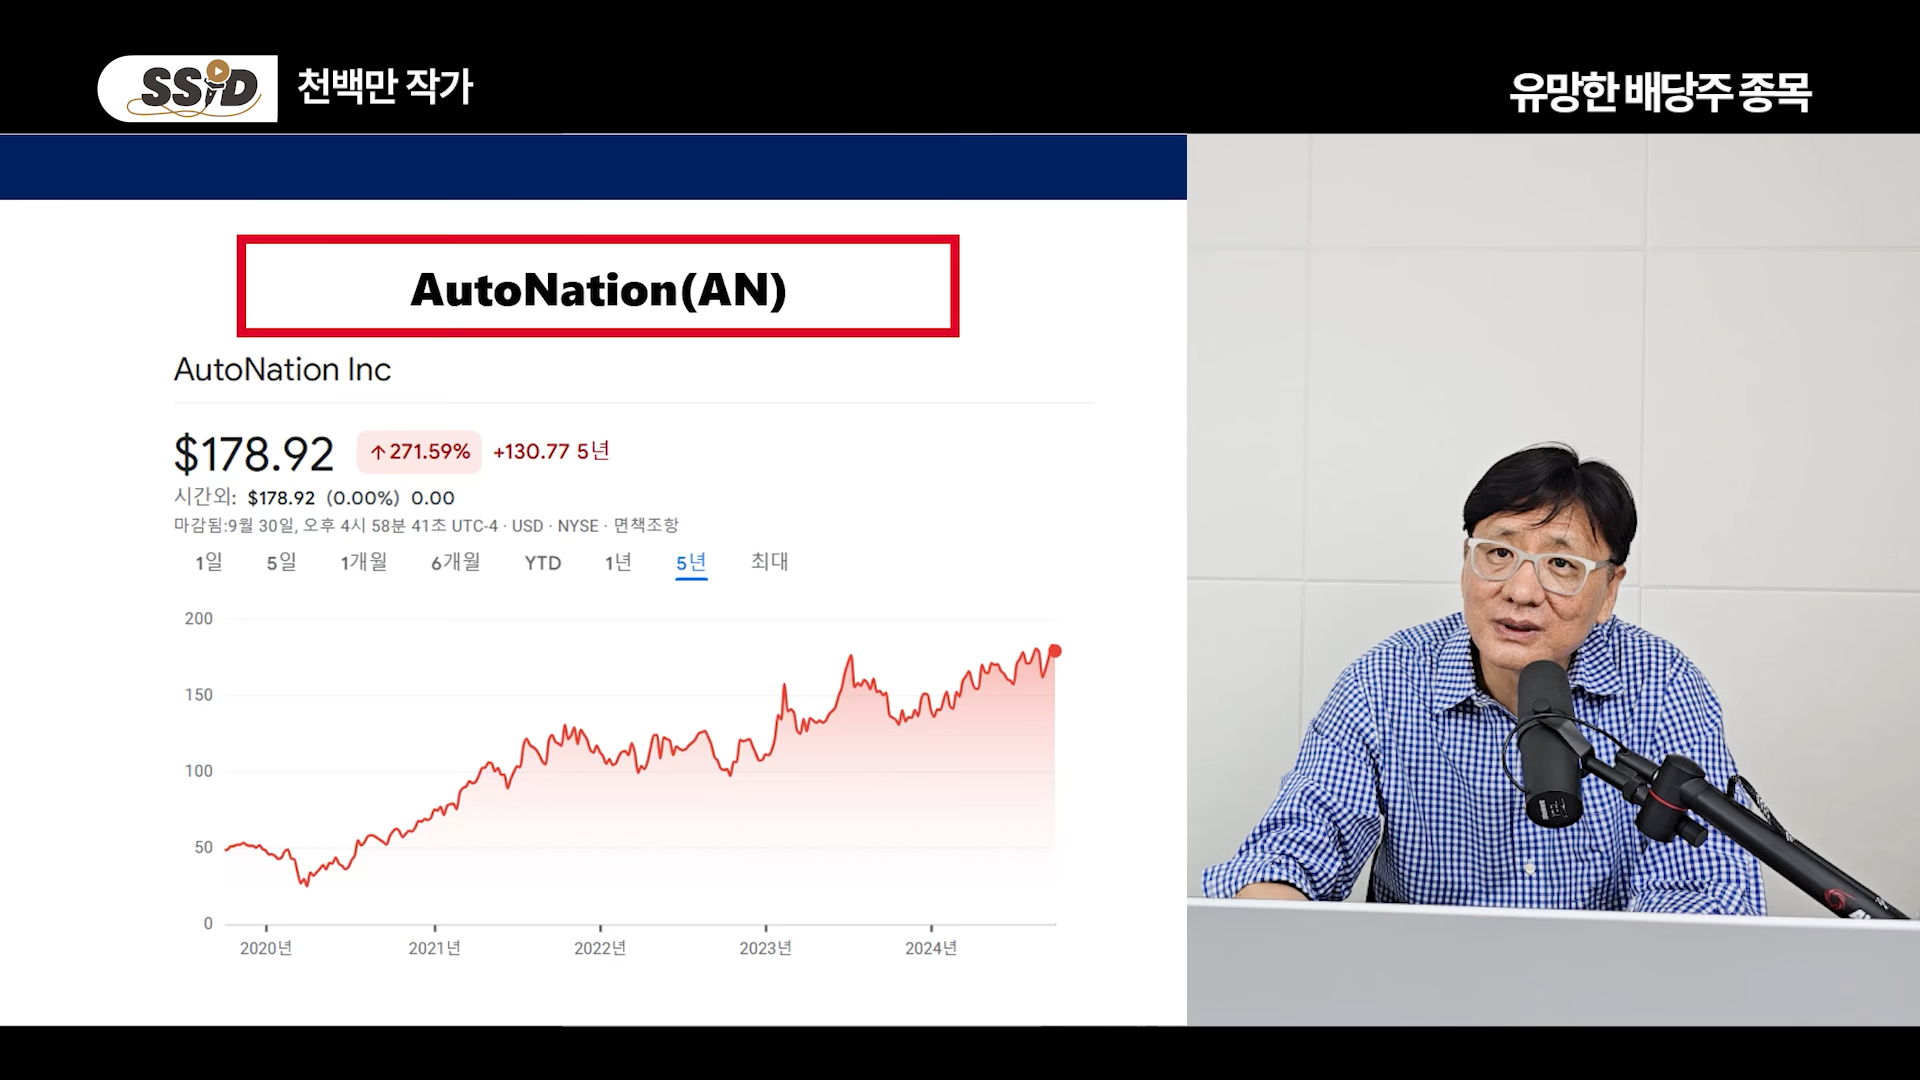 SSiD
천백만 작가
유망한 배당주 종목
AutoNation(AN)
AutoNation Inc
$178.92 ↑271.59% +130.77 5년
시간외: $178.92 (0.00%) 0.00
마감됨:9월 30일, 오후 4시 58분 41초 UTC-4 · USD · NYSE · 면책조항
1일 5일 1개월 6개월 YTD 1년 5년 최대
200
150
100
50
0
2020년 2021년 2022년 2023년 2024년